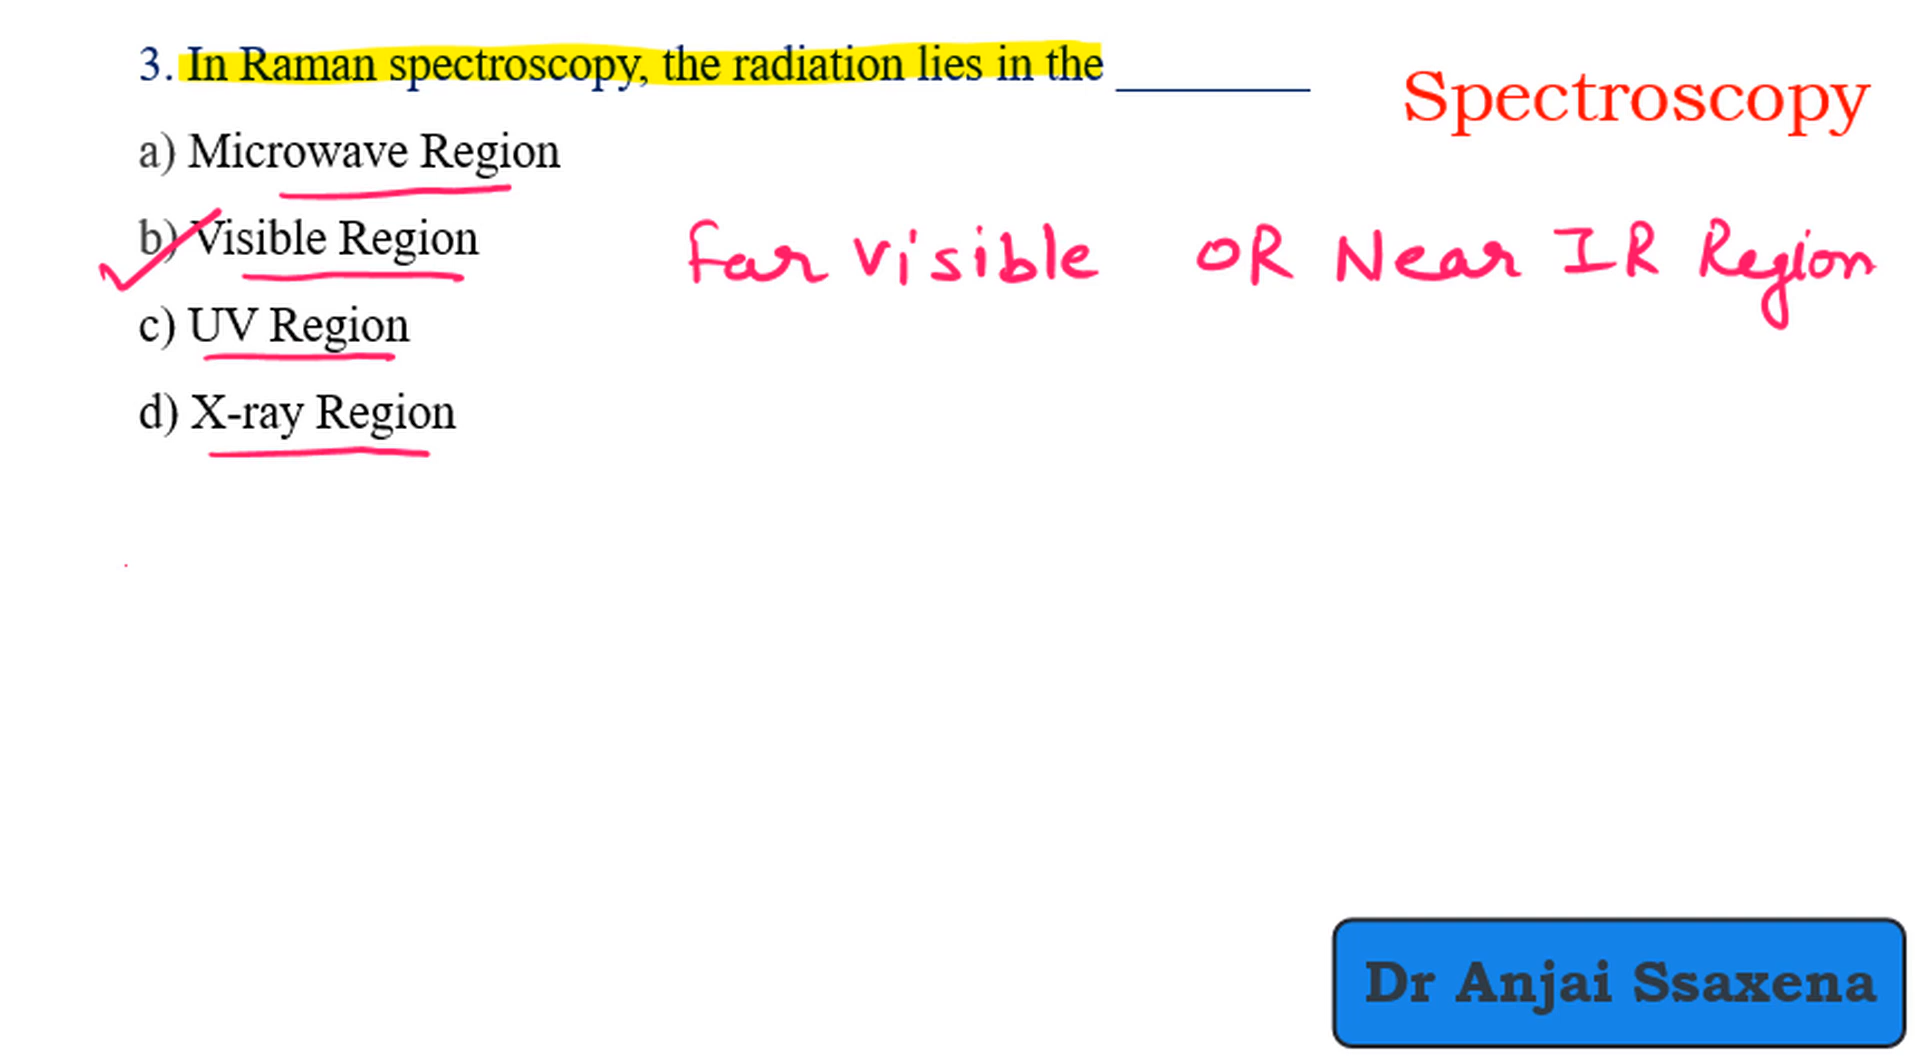 3. In Raman spectroscopy, the radiation lies in the ________
Spectroscopy
a) Microwave Region
b) Visible Region
Far Visible OR Near IR Region
c) UV Region
d) X-ray Region
Dr Anjai Ssaxena